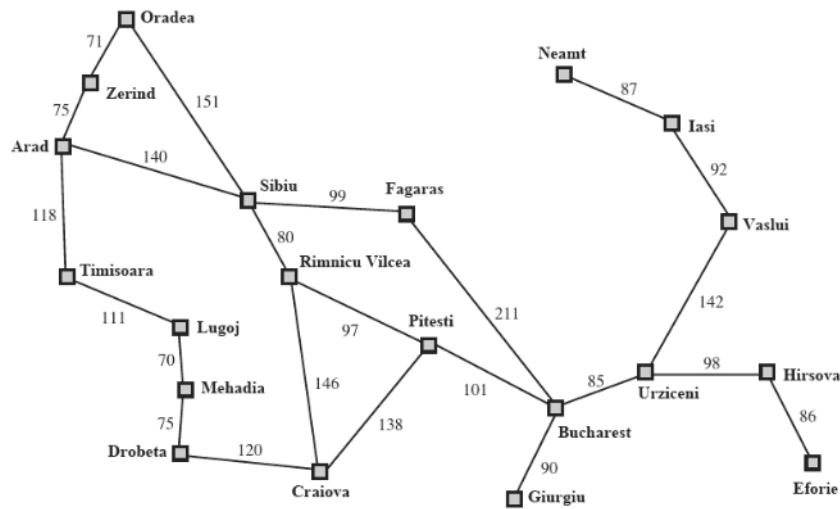 Oradea
71
Neamt
87
Zerind
151
75
Iasi
Arad
140
92
Sibiu
99
Fagaras
118
80
Vaslui
Timisoara
Rimnicu Vilcea
111
Lugoj
97
Pitesti
211
142
70
98
Hirsova
Mehadia
146
101
85
Urziceni
75
138
86
Bucharest
Drobeta
120
90
Craiova
Giurgiu
Eforie